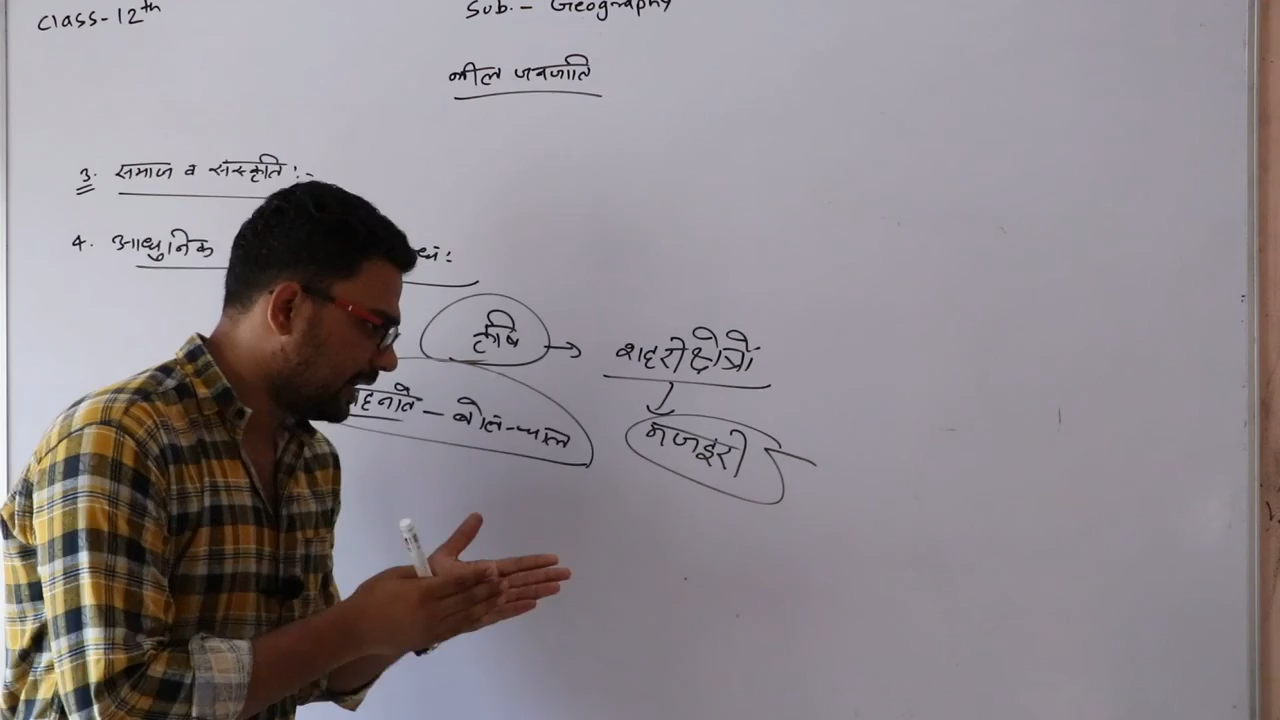 Class-12th
Sub.- Geography
भील जनजाति
3. समाज व संस्कृति :-
4. आधुनिक
कृषि → शहरी क्षेत्रों
- बोल-चाल
मजदूरी